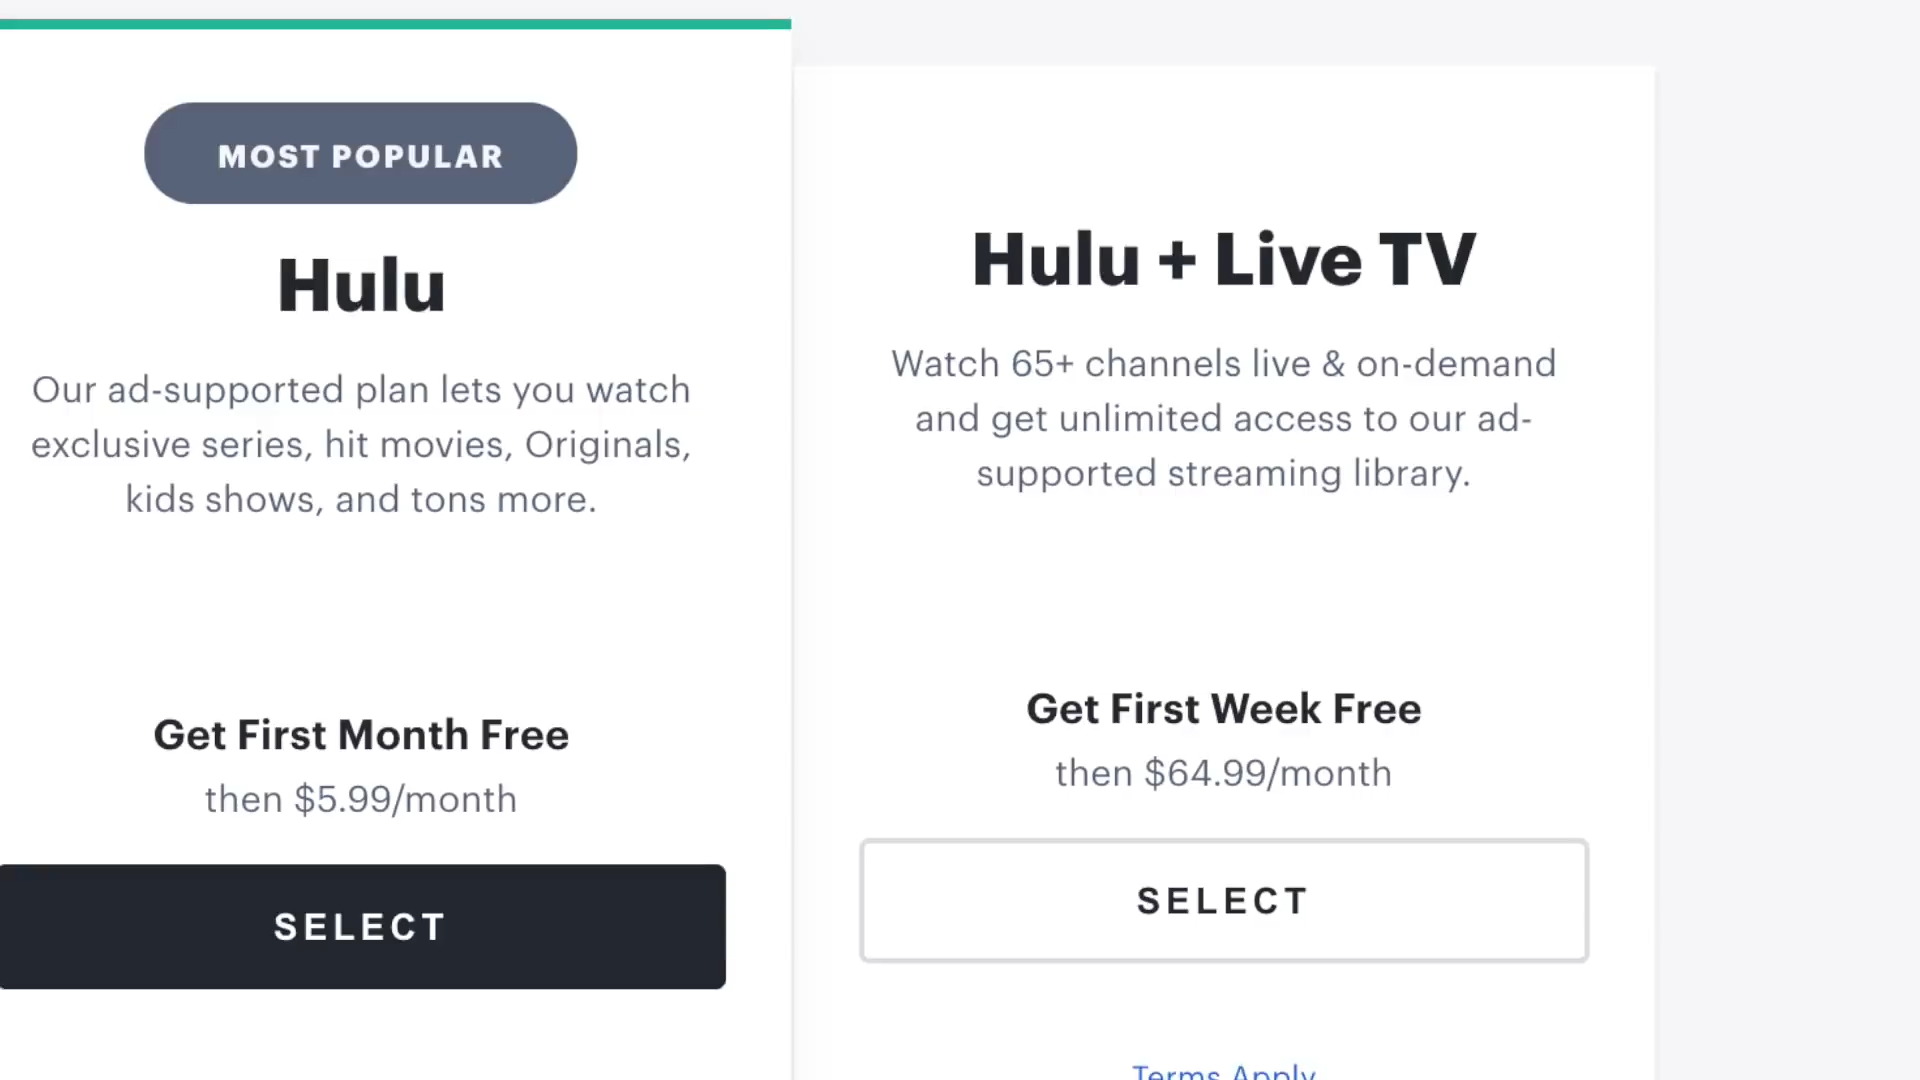 MOST POPULAR
Hulu
Our ad-supported plan lets you watch
exclusive series, hit movies, Originals,
kids shows, and tons more.
Get First Month Free
then $5.99/month
SELECT
Hulu + Live TV
Watch 65+ channels live & on-demand
and get unlimited access to our ad-
supported streaming library.
Get First Week Free
then $64.99/month
SELECT
Terms Apply